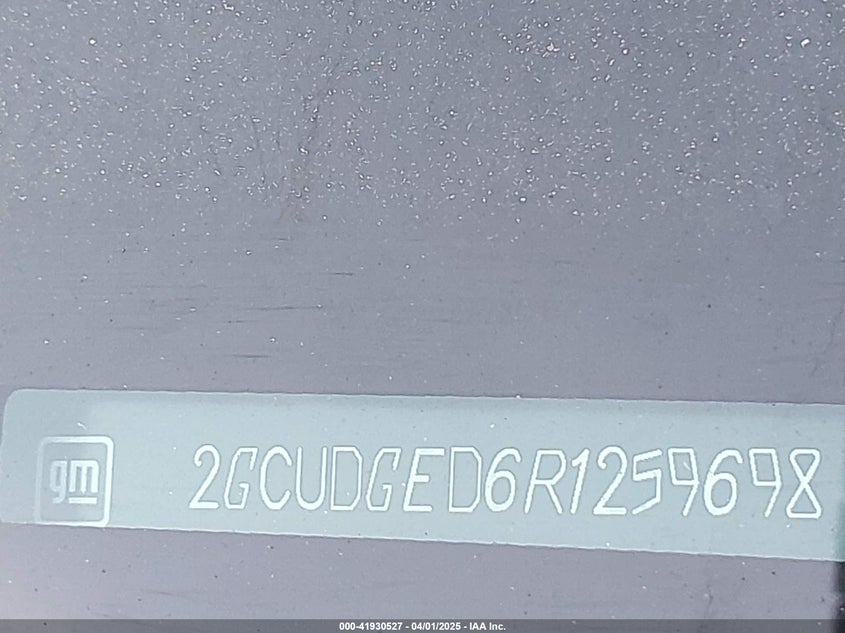 gm 2GCUDGED6R1259698
000-41930527 - 04/01/2025 - IAA Inc.